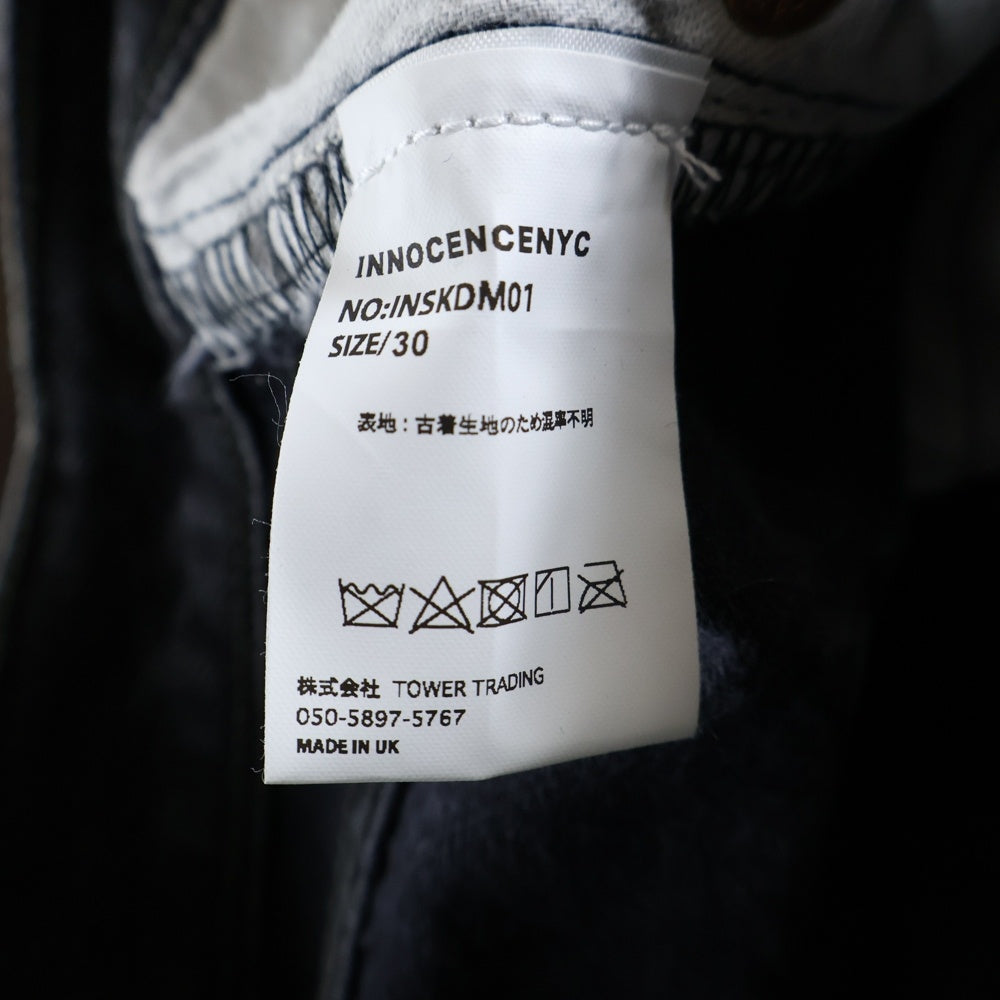 INNOCENCENYC
NO:INSKDM01
SIZE/30
表地：古着生地のため混率不明
株式会社 TOWER TRADING
050-5897-5767
MADE IN UK